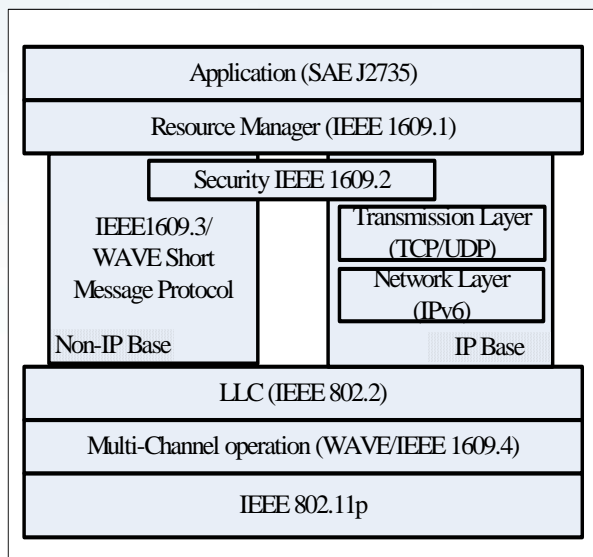 Application (SAE J2735)
Resource Manager (IEEE 1609.1)
Security IEEE 1609.2
IEEE1609.3/
WAVE Short
Message Protocol
Non-IP Base
Transmission Layer
(TCP/UDP)
Network Layer
(IPv6)
IP Base
LLC (IEEE 802.2)
Multi-Channel operation (WAVE/IEEE 1609.4)
IEEE 802.11p